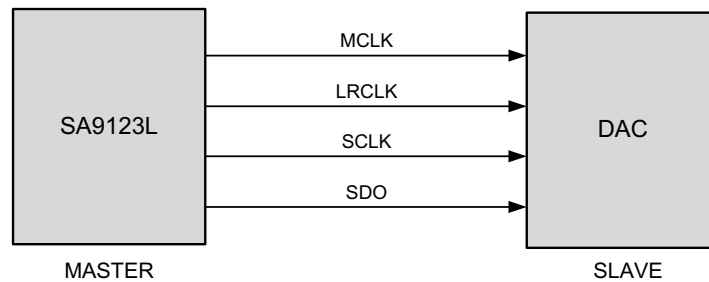 MCLK
LRCLK
SA9123L
DAC
SCLK
SDO
MASTER
SLAVE